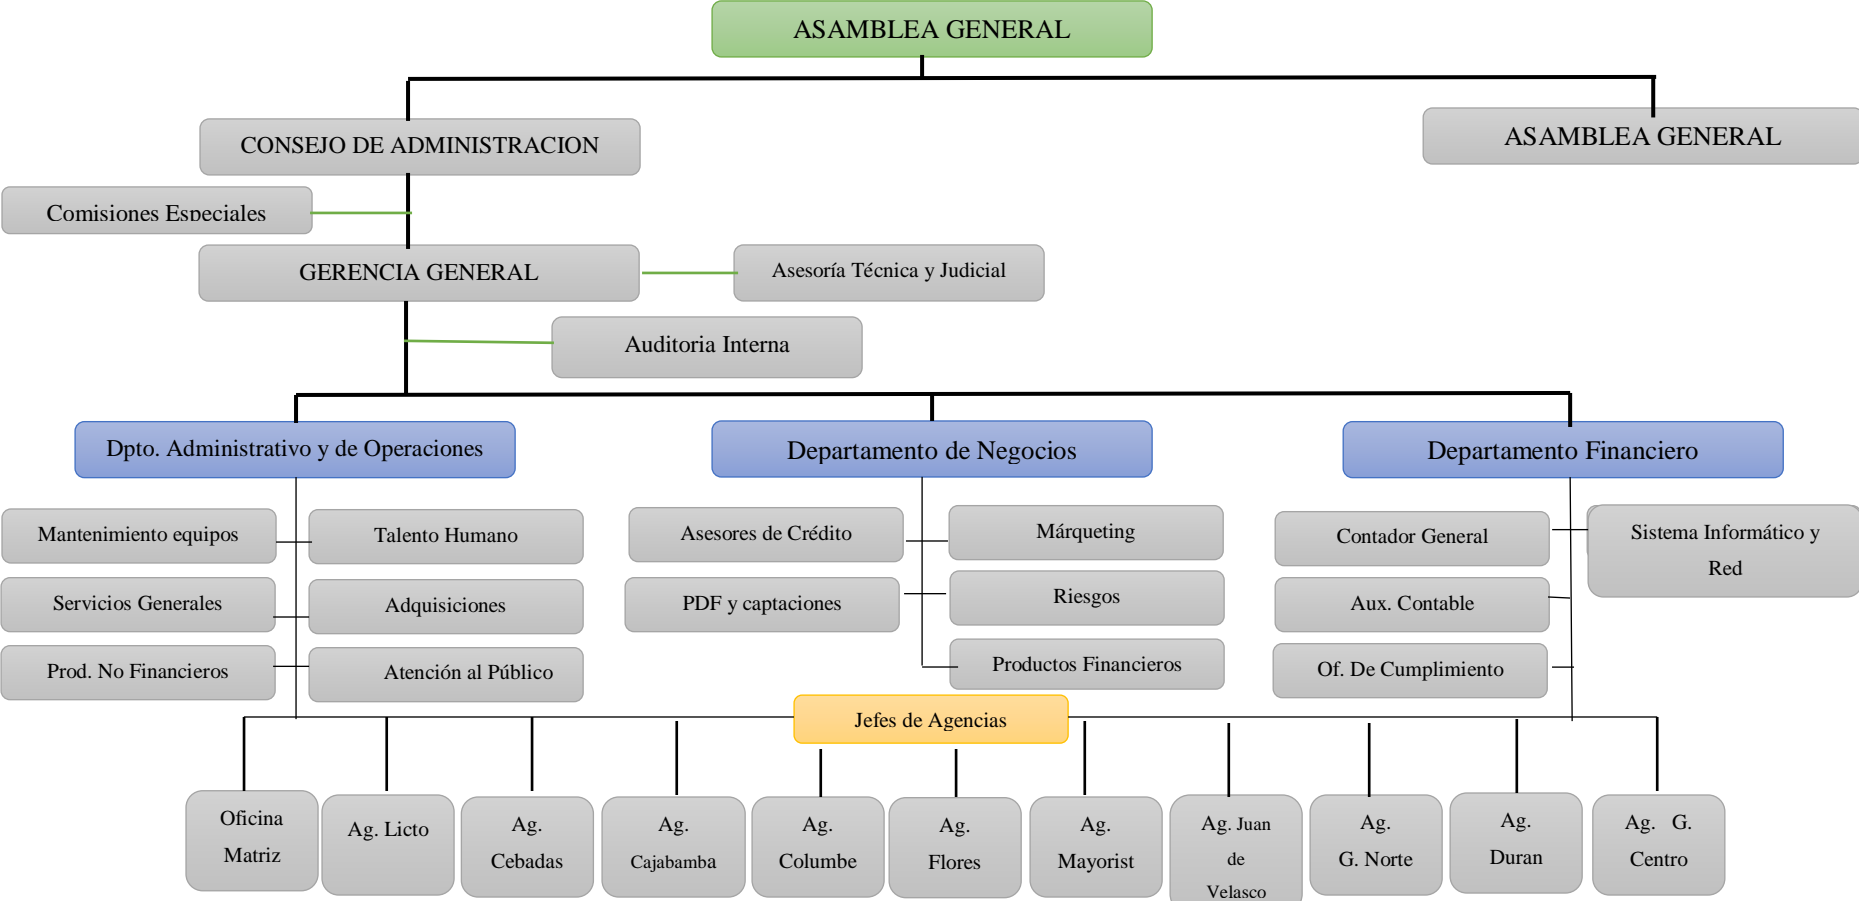 ASAMBLEA GENERAL
CONSEJO DE ADMINISTRACION
ASAMBLEA GENERAL
Comisiones Especiales
GERENCIA GENERAL
Asesoría Técnica y Judicial
Auditoria Interna
Dpto. Administrativo y de Operaciones
Departamento de Negocios
Departamento Financiero
Mantenimiento equipos
Talento Humano
Servicios Generales
Adquisiciones
Prod. No Financieros
Atención al Público
Asesores de Crédito
Márqueting
PDF y captaciones
Riesgos
Productos Financieros
Contador General
Sistema Informático y
Red
Aux. Contable
Of. De Cumplimiento
Jefes de Agencias
Oficina
Matriz
Ag. Licto
Ag.
Cebadas
Ag.
Cajabamba
Ag.
Columbe
Ag.
Flores
Ag.
Mayorist
Ag. Juan
de
Velasco
Ag.
G. Norte
Ag.
Duran
Ag. G.
Centro